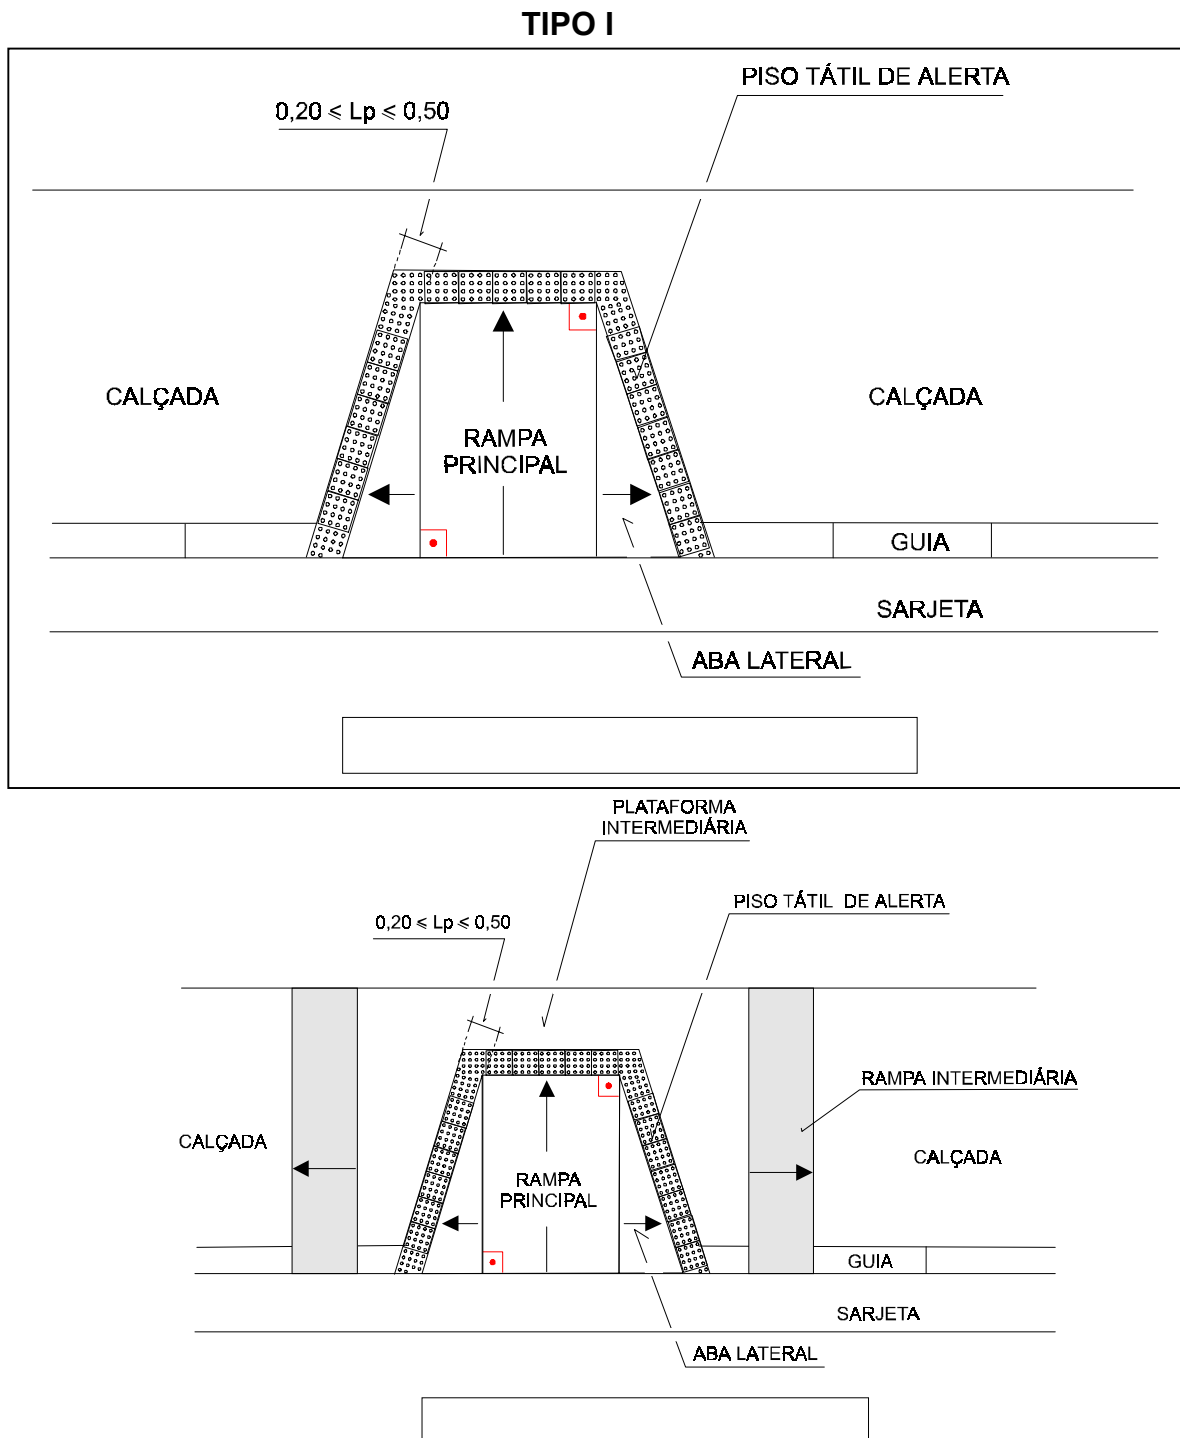 TIPO I
PISO TÁTIL DE ALERTA
0,20 ≤ Lp ≤ 0,50
CALÇADA
CALÇADA
RAMPA
PRINCIPAL
GUIA
SARJETA
ABA LATERAL
PLATAFORMA
INTERMEDIÁRIA
PISO TÁTIL DE ALERTA
0,20 ≤ Lp ≤ 0,50
RAMPA INTERMEDIÁRIA
CALÇADA
CALÇADA
RAMPA
PRINCIPAL
GUIA
SARJETA
ABA LATERAL